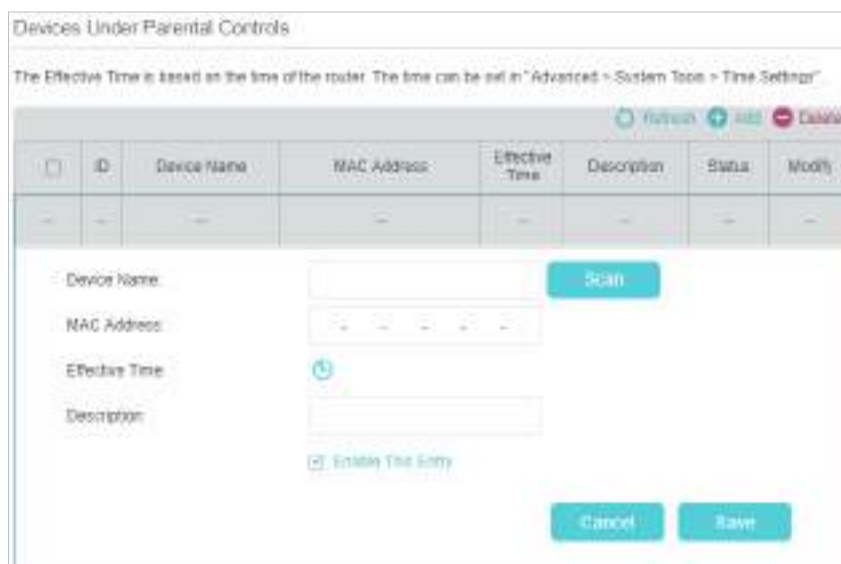 Devices Under Parental Controls
The Effective Time is based on the time of the router. The time can be set in "Advanced > System Tools > Time Settings".
Refresh Add Delete
ID Device Name MAC Address Effective Time Description Status Modify
-- -- -- -- -- -- -- --
Device Name: Scan
MAC Address: - - - - -
Effective Time:
Description:
Enable This Entry
Cancel Save